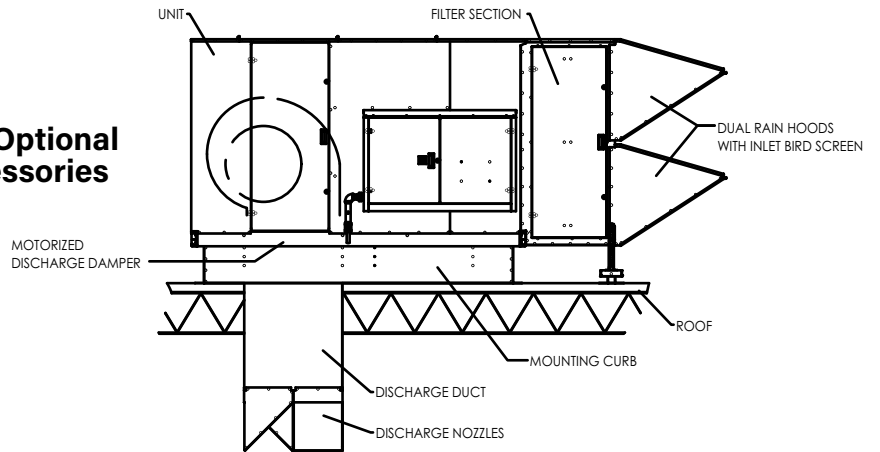 UNIT
FILTER SECTION
Optional
essories
DUAL RAIN HOODS
WITH INLET BIRD SCREEN
MOTORIZED
DISCHARGE DAMPER
ROOF
MOUNTING CURB
DISCHARGE DUCT
DISCHARGE NOZZLES